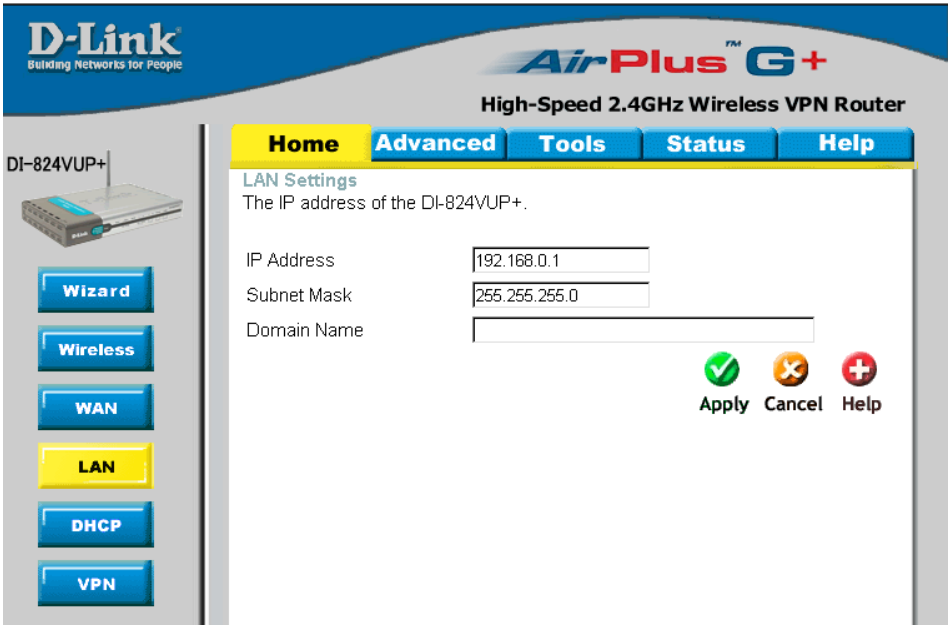 D-Link
Building Networks for People
AirPlus™G+
High-Speed 2.4GHz Wireless VPN Router
DI-824VUP+
Home
Advanced
Tools
Status
Help
LAN Settings
The IP address of the DI-824VUP+.
IP Address
192.168.0.1
Subnet Mask
255.255.255.0
Domain Name
Apply
Cancel
Help
Wizard
Wireless
WAN
LAN
DHCP
VPN